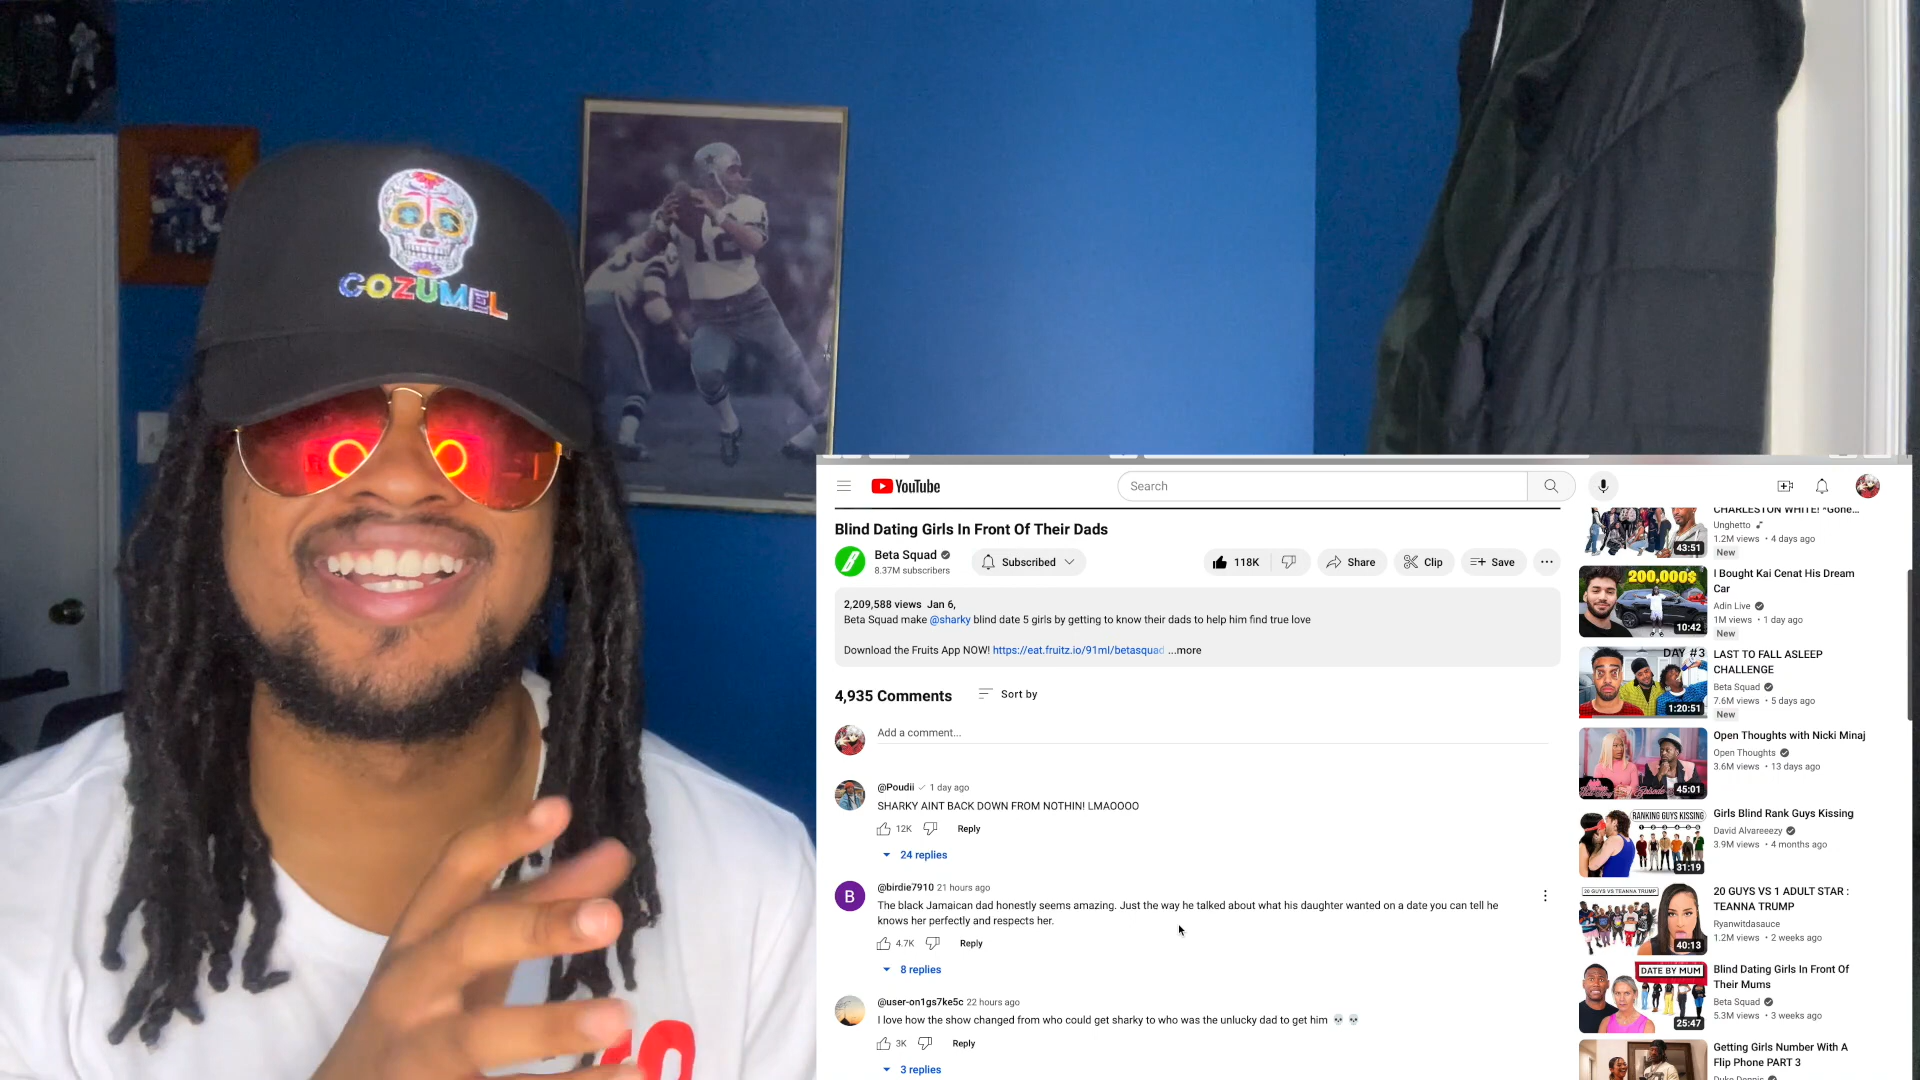 COZUMEL
12
YouTube
Search
Blind Dating Girls In Front Of Their Dads
Beta Squad
8.37M subscribers
Subscribed
118K
Share
Clip
Save
2,209,588 views Jan 6,
Beta Squad make @sharky blind date 5 girls by getting to know their dads to help him find true love
Download the Fruits App NOW! https://eat.fruitz.io/91ml/betasquad ...more
4,935 Comments
Sort by
Add a comment...
@Poudii 1 day ago
SHARKY AINT BACK DOWN FROM NOTHIN! LMAOOOO
12K
Reply
24 replies
B
@birdie7910 21 hours ago
The black Jamaican dad honestly seems amazing. Just the way he talked about what his daughter wanted on a date you can tell he
knows her perfectly and respects her.
4.7K
Reply
8 replies
@user-on1gs7ke5c 22 hours ago
I love how the show changed from who could get sharky to who was the unlucky dad to get him 💀 💀
3K
Reply
3 replies
CHARLESTON WHITE! *Gone...
Unghetto
1.2M views • 4 days ago
New
43:51
200,000$
10:42
I Bought Kai Cenat His Dream
Car
Adin Live
1M views • 1 day ago
New
DAY #3
1:20:51
LAST TO FALL ASLEEP
CHALLENGE
Beta Squad
7.6M views • 5 days ago
New
45:01
Open Thoughts with Nicki Minaj
Open Thoughts
3.6M views • 13 days ago
RANKING GUYS KISSING
31:19
Girls Blind Rank Guys Kissing
David Alvareeezy
3.9M views • 4 months ago
20 GUYS VS TEANNA TRUMP
40:13
20 GUYS VS 1 ADULT STAR :
TEANNA TRUMP
Ryanwitdasauce
1.2M views • 2 weeks ago
DATE BY MUM
25:47
Blind Dating Girls In Front Of
Their Mums
Beta Squad
5.3M views • 3 weeks ago
Getting Girls Number With A
Flip Phone PART 3
Duke Dennis